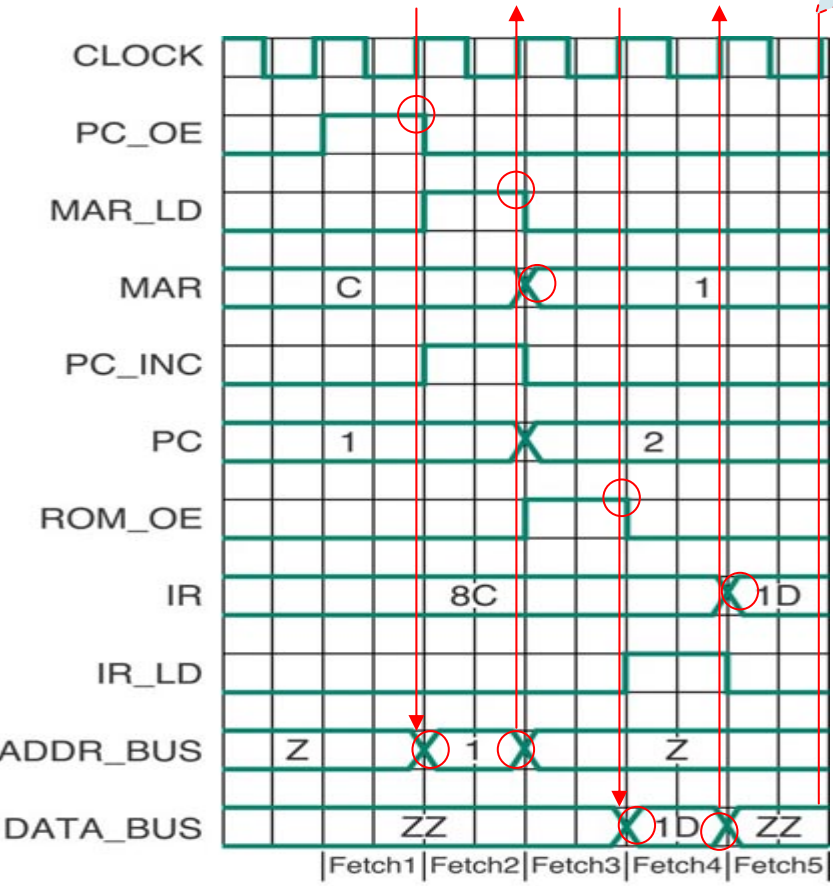 CLOCK
PC_OE
MAR_LD
MAR C 1
PC_INC
PC 1 2
ROM_OE
IR 8C 1D
IR_LD
ADDR_BUS Z 1 Z
DATA_BUS ZZ 1D ZZ
|Fetch1|Fetch2|Fetch3|Fetch4|Fetch5|